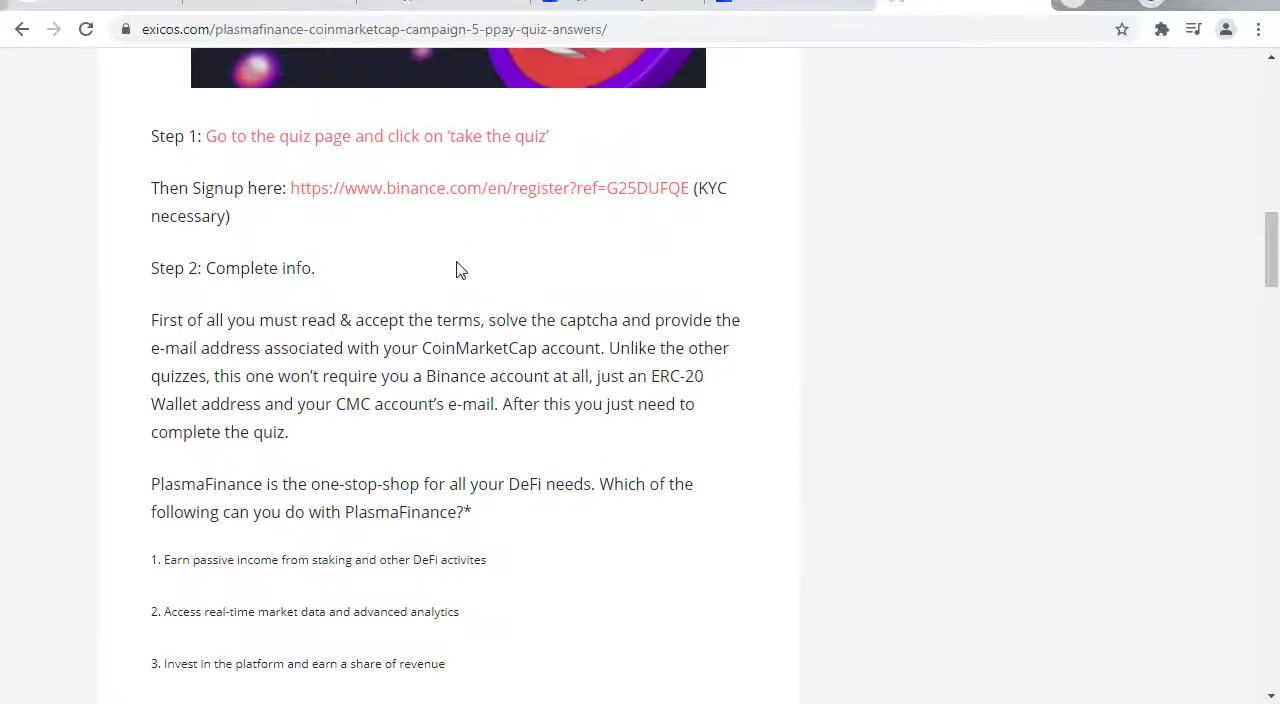 exicos.com/plasmafinance-coinmarketcap-campaign-5-ppay-quiz-answers/
Step 1: Go to the quiz page and click on ‘take the quiz’
Then Signup here: https://www.binance.com/en/register?ref=G25DUFQE (KYC
necessary)
Step 2: Complete info.
First of all you must read & accept the terms, solve the captcha and provide the
e-mail address associated with your CoinMarketCap account. Unlike the other
quizzes, this one won’t require you a Binance account at all, just an ERC-20
Wallet address and your CMC account’s e-mail. After this you just need to
complete the quiz.
PlasmaFinance is the one-stop-shop for all your DeFi needs. Which of the
following can you do with PlasmaFinance?*
1. Earn passive income from staking and other DeFi activites
2. Access real-time market data and advanced analytics
3. Invest in the platform and earn a share of revenue